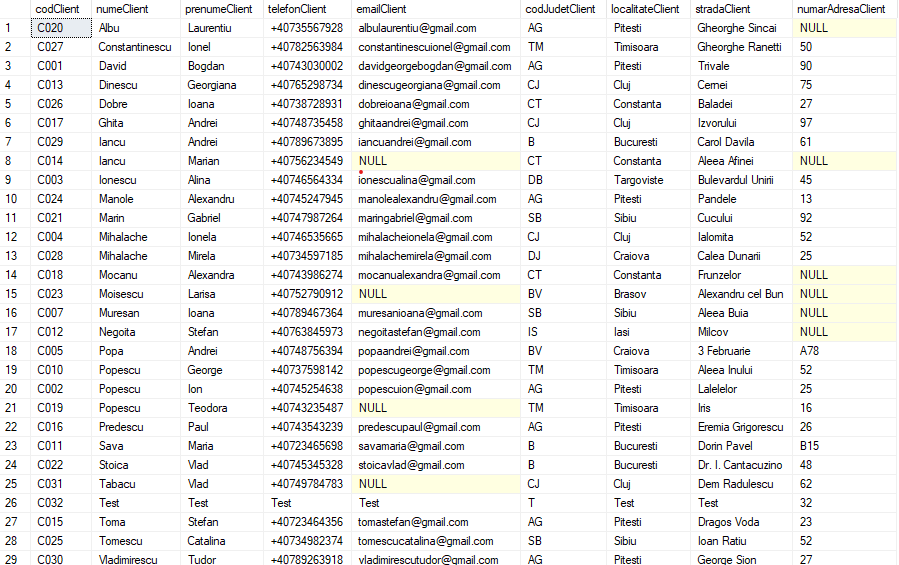 codClient numeClient prenumeClient telefonClient emailClient codJudetClient localitateClient stradaClient numarAdresaClient
1 C020 Albu Laurentiu +40735567928 albulaurentiu@gmail.com AG Pitesti Gheorghe Sincai NULL
2 C027 Constantinescu Ionel +40782563984 constantinescuionel@gmail.com TM Timisoara Gheorghe Ranetti 50
3 C001 David Bogdan +40743030002 davidgeorgebogdan@gmail.com AG Pitesti Trivale 90
4 C013 Dinescu Georgiana +40765298734 dinescugeorgiana@gmail.com CJ Cluj Cernei 75
5 C026 Dobre Ioana +40738728931 dobreioana@gmail.com CT Constanta Baladei 27
6 C017 Ghita Andrei +40748735458 ghitaandrei@gmail.com CJ Cluj Izvorului 97
7 C029 Iancu Andrei +40789673895 iancuandrei@gmail.com B Bucuresti Carol Davila 61
8 C014 Iancu Marian +40756234549 NULL CT Constanta Aleea Afinei NULL
9 C003 Ionescu Alina +40746564334 ionescualina@gmail.com DB Targoviste Bulevardul Unirii 45
10 C024 Manole Alexandru +40745247945 manolealexandru@gmail.com AG Pitesti Pandele 13
11 C021 Marin Gabriel +40747987264 maringabriel@gmail.com SB Sibiu Cucului 92
12 C004 Mihalache Ionela +40746535665 mihalacheionela@gmail.com CJ Cluj Ialomita 52
13 C028 Mihalache Mirela +40734597185 mihalachemirela@gmail.com DJ Craiova Calea Dunarii 25
14 C018 Mocanu Alexandra +40743986274 mocanualexandra@gmail.com CT Constanta Frunzelor NULL
15 C023 Moisescu Larisa +40752790912 NULL BV Brasov Alexandru cel Bun NULL
16 C007 Muresan Ioana +40789467364 muresanioana@gmail.com SB Sibiu Aleea Buia NULL
17 C012 Negoita Stefan +40763845973 negoitastefan@gmail.com IS Iasi Milcov NULL
18 C005 Popa Andrei +40748756394 popaandrei@gmail.com BV Craiova 3 Februarie A78
19 C010 Popescu George +40737598142 popescugeorge@gmail.com TM Timisoara Aleea Inului 52
20 C002 Popescu Ion +40745254638 popescuion@gmail.com AG Pitesti Lalelelor 25
21 C019 Popescu Teodora +40743235487 NULL TM Timisoara Iris 16
22 C016 Predescu Paul +40743543239 predescupaul@gmail.com AG Pitesti Eremia Grigorescu 26
23 C011 Sava Maria +40723465698 savamaria@gmail.com B Bucuresti Dorin Pavel B15
24 C022 Stoica Vlad +40745345328 stoicavlad@gmail.com B Bucuresti Dr. I. Cantacuzino 48
25 C031 Tabacu Vlad +40749784783 NULL CJ Cluj Dem Radulescu 62
26 C032 Test Test Test Test T Test Test 32
27 C015 Toma Stefan +40723464356 tomastefan@gmail.com AG Pitesti Dragos Voda 23
28 C025 Tomescu Catalina +40734982374 tomescucatalina@gmail.com SB Sibiu Ioan Ratiu 52
29 C030 Vladimirescu Tudor +40789263918 vladimirescutudor@gmail.com AG Pitesti George Sion 27